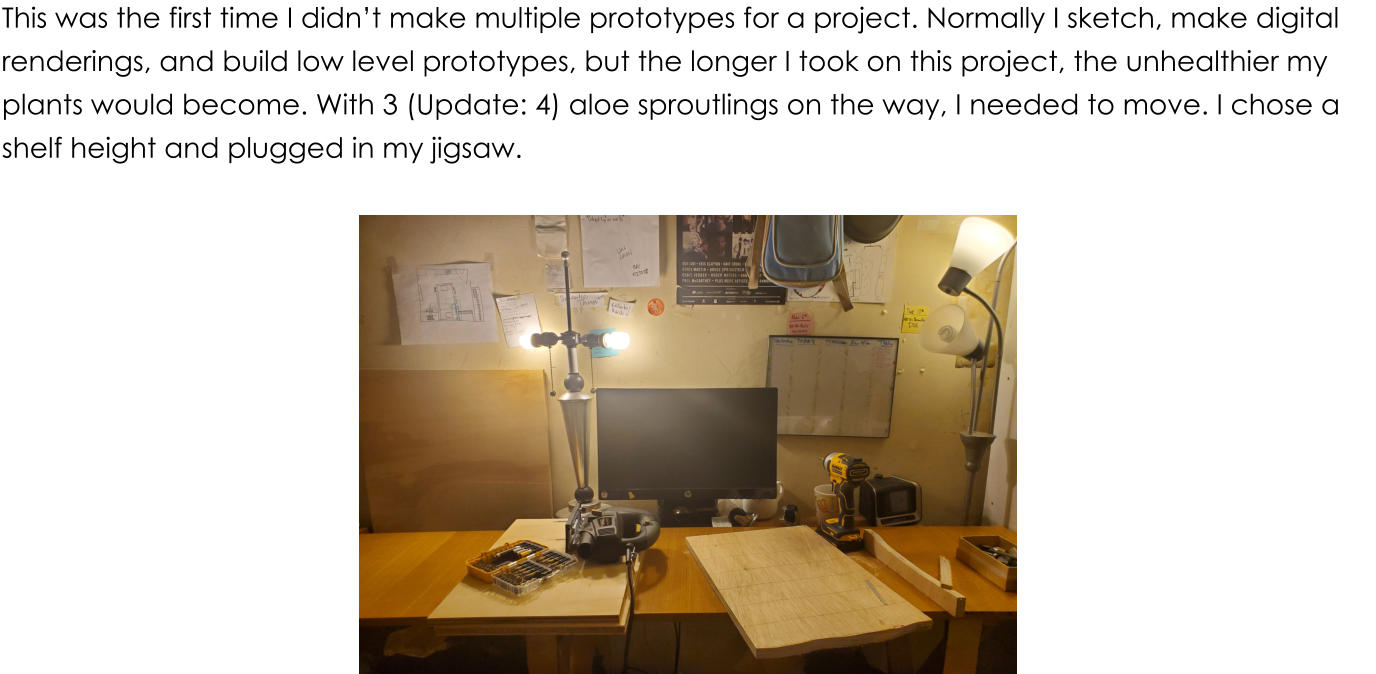 This was the first time I didn’t make multiple prototypes for a project. Normally I sketch, make digital
renderings, and build low level prototypes, but the longer I took on this project, the unhealthier my
plants would become. With 3 (Update: 4) aloe sproutlings on the way, I needed to move. I chose a
shelf height and plugged in my jigsaw.